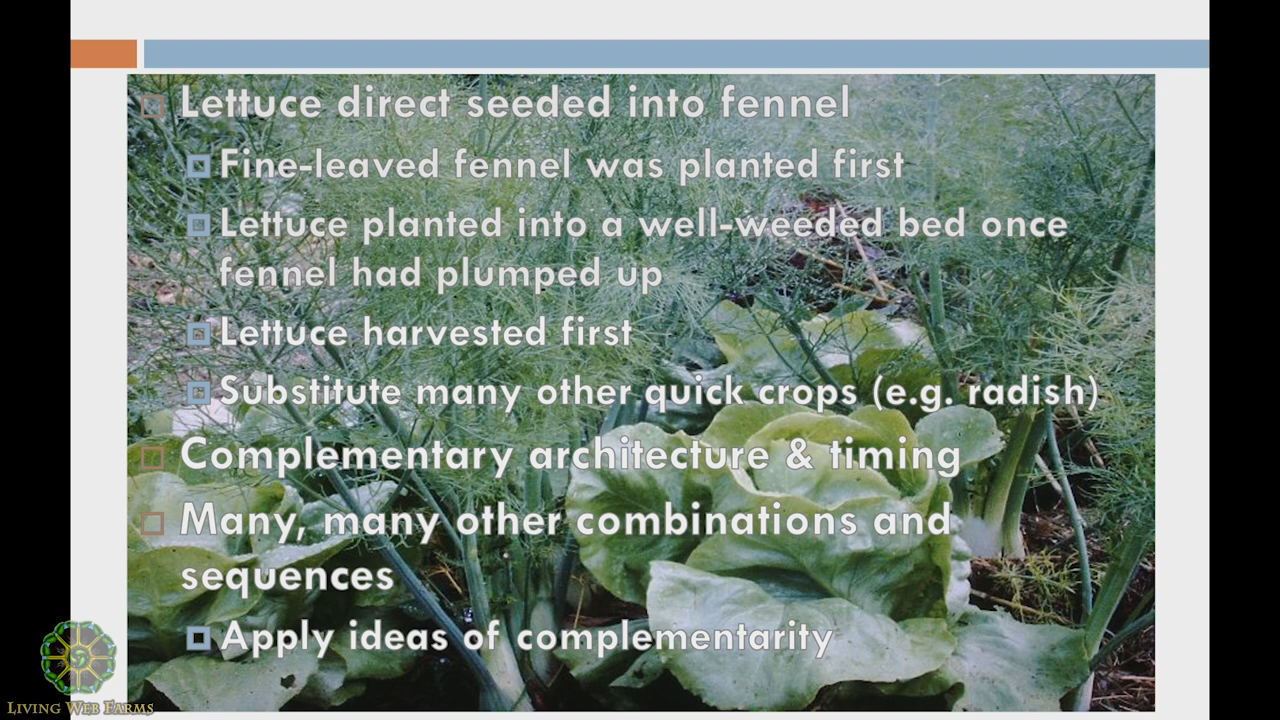 Lettuce direct seeded into fennel
Fine-leaved fennel was planted first
Lettuce planted into a well-weeded bed once
fennel had plumped up
Lettuce harvested first
Substitute many other quick crops (e.g. radish)
Complementary architecture & timing
Many, many other combinations and
sequences
Apply ideas of complementarity
LIVING WEB FARMS